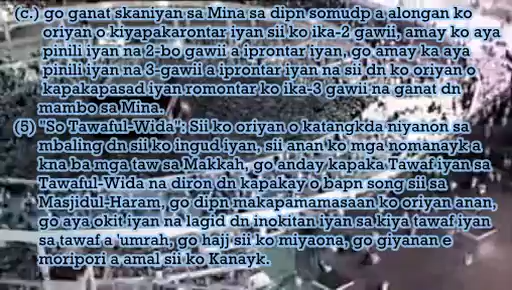 (c.) go ganat skaniyan sa Mina sa dipn somudp a alongan ko
oriyan o kiyapakarontar iyan sii ko ika-2 gawii, amay ko aya
pinili iyan na 2-bo gawii a iprontar iyan, go amay ka aya
pinili iyan na 3-gawii a iprontar iyan na sii dn ko oriyan o
kapakapasad iyan romontar ko ika-3 gawii na ganat dn
mambo sa Mina.
(5) "So Tawaful-Wida": Sii ko oriyan o katangkda niyanon sa
mbaling dn sii ko ingud iyan, sii anan ko mga nomanayk a
kna ba mga taw sa Makkah, go anday kapaka Tawaf iyan sa
Tawaful-Wida na diron dn kapakay o bapn song sii sa
Masjidul-Haram, go dipn makapamamasaan ko oriyan anan,
go aya okit iyan na lagid dn inokitan iyan sa kiya tawaf iyan
sa tawaf a 'umrah, go hajj sii ko miyaona, go giyanan e
moripori a amal sii ko Kanayk.